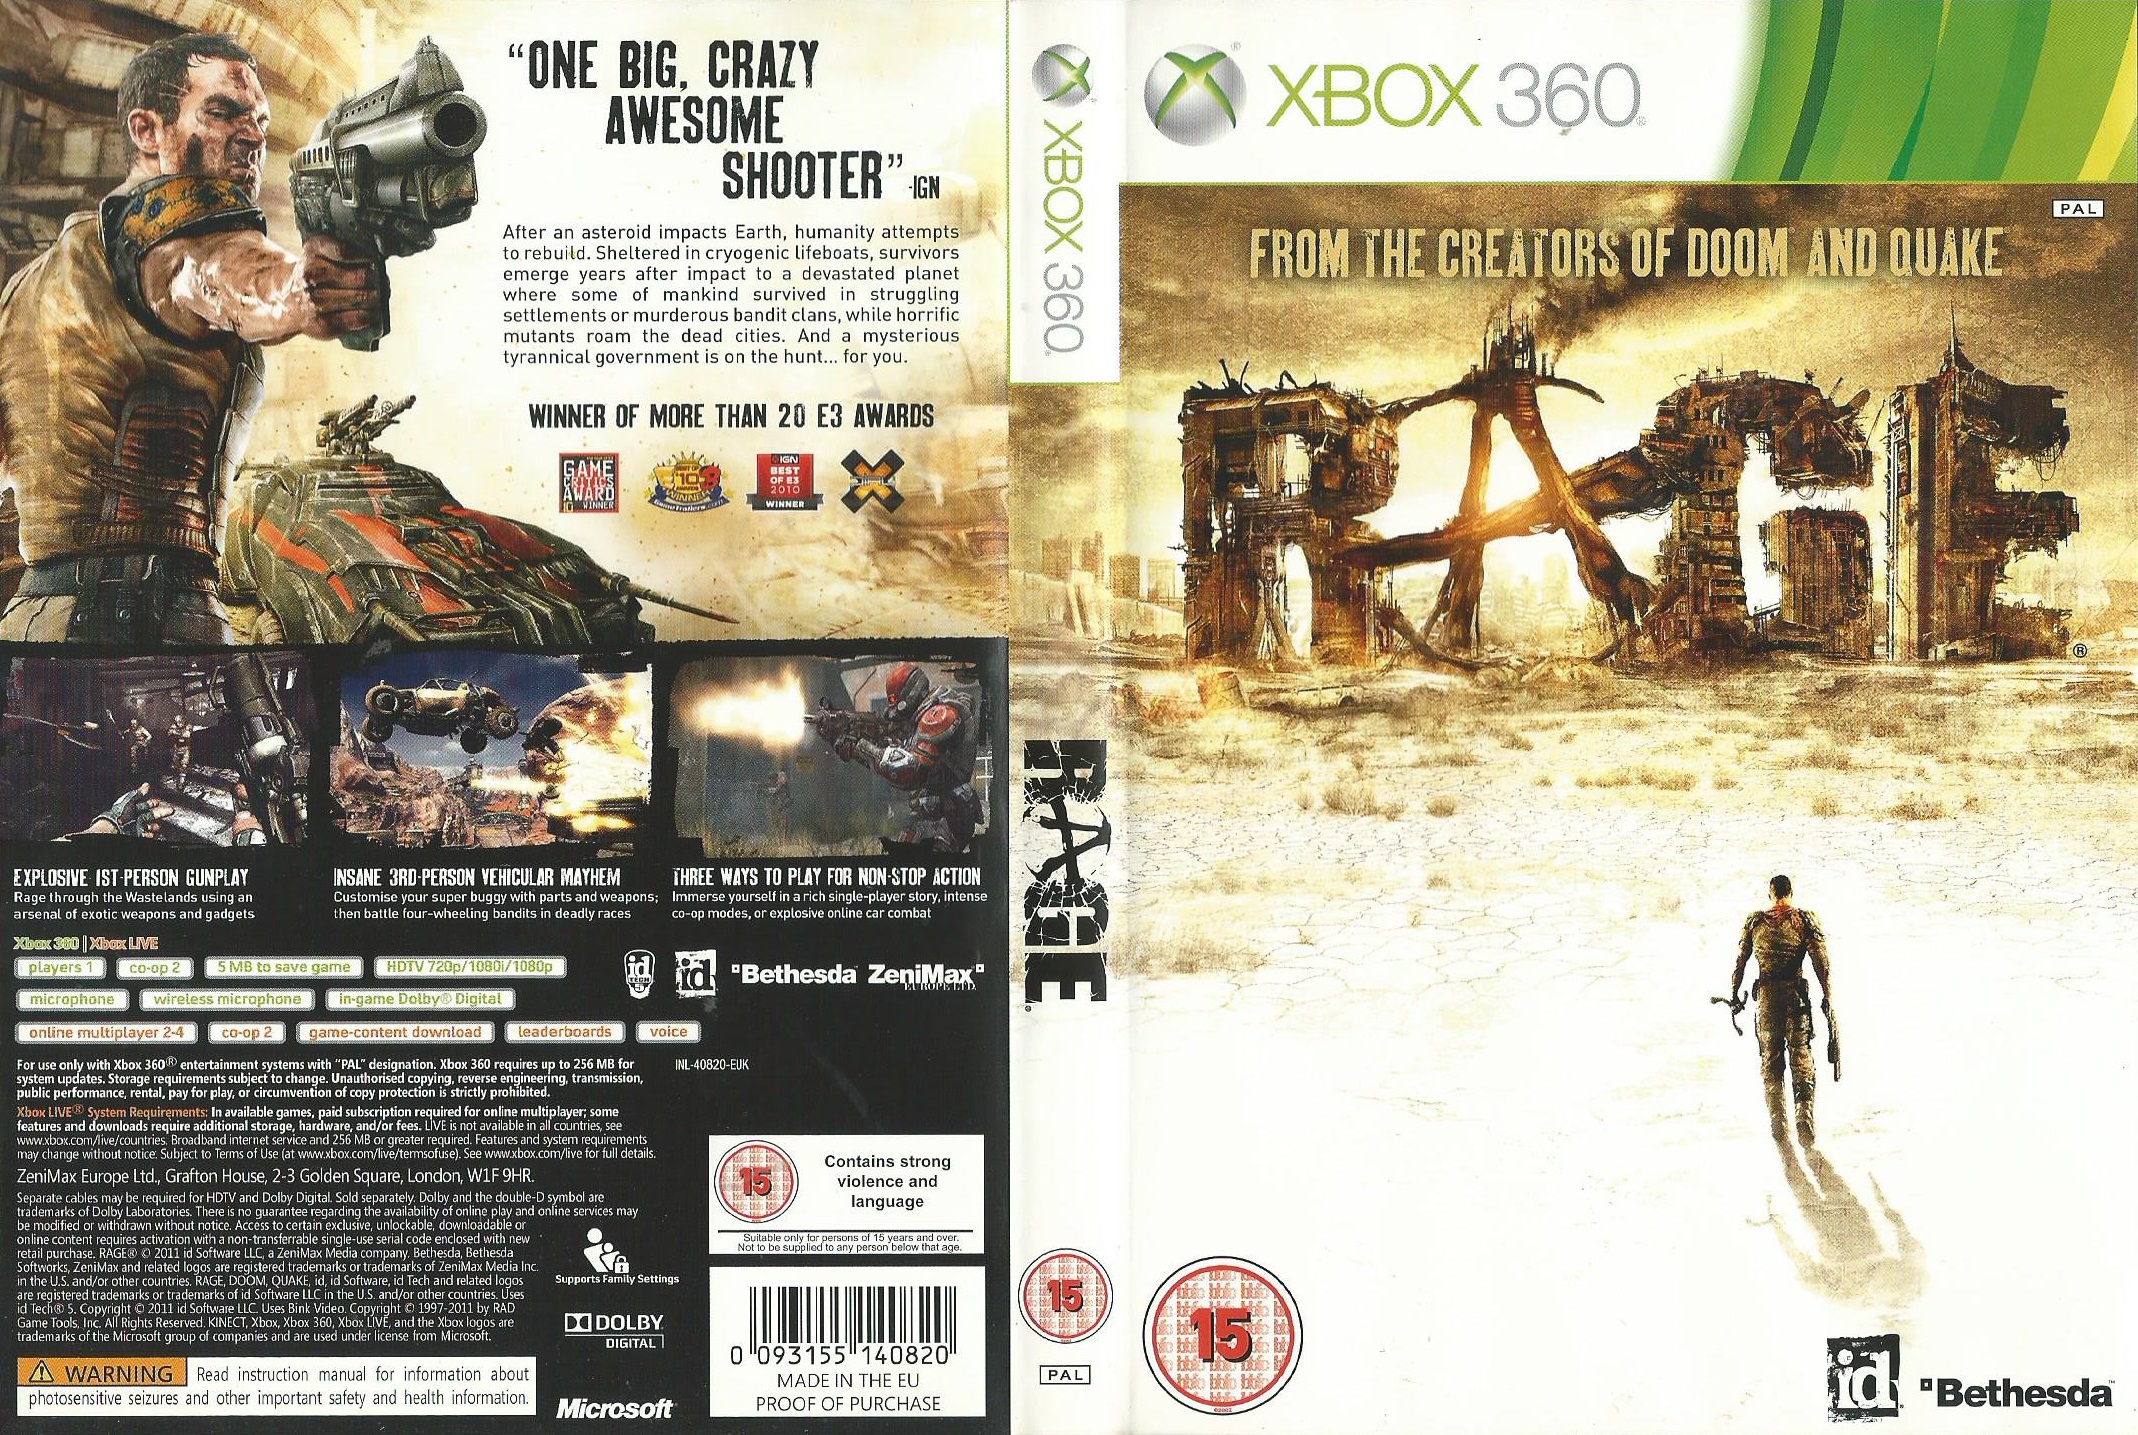 “ONE BIG, CRAZY
AWESOME
SHOOTER” -IGN
After an asteroid impacts Earth, humanity attempts
to rebuild. Sheltered in cryogenic lifeboats, survivors
emerge years after impact to a devastated planet
where some of mankind survived in struggling
settlements or murderous bandit clans, while horrific
mutants roam the dead cities. And a mysterious
tyrannical government is on the hunt... for you.
WINNER OF MORE THAN 20 E3 AWARDS
GAME
CRITICS
AWARD
WINNER
WINNER
GameTrailers.com
IGN
BEST
OF E3
2010
WINNER
EXPLOSIVE 1ST-PERSON GUNPLAY
Rage through the Wastelands using an
arsenal of exotic weapons and gadgets
INSANE 3RD-PERSON VEHICULAR MAYHEM
Customise your super buggy with parts and weapons;
then battle four-wheeling bandits in deadly races
THREE WAYS TO PLAY FOR NON-STOP ACTION
Immerse yourself in a rich single-player story, intense
co-op modes, or explosive online car combat
Xbox 360 | Xbox LIVE
players 1 co-op 2 5 MB to save game HDTV 720p/1080i/1080p
microphone wireless microphone in-game Dolby® Digital
online multiplayer 2-4 co-op 2 game-content download leaderboards voice
id TECH 5
id Bethesda ZeniMax
EUROPE LTD.
For use only with Xbox 360® entertainment systems with “PAL” designation. Xbox 360 requires up to 256 MB for
system updates. Storage requirements subject to change. Unauthorised copying, reverse engineering, transmission,
public performance, rental, pay for play, or circumvention of copy protection is strictly prohibited.
INL-40820-EUK
Xbox LIVE® System Requirements: In available games, paid subscription required for online multiplayer; some
features and downloads require additional storage, hardware, and/or fees. LIVE is not available in all countries, see
www.xbox.com/live/countries. Broadband internet service and 256 MB or greater required. Features and system requirements
may change without notice. Subject to Terms of Use (at www.xbox.com/live/termsofuse). See www.xbox.com/live for full details.
ZeniMax Europe Ltd., Grafton House, 2-3 Golden Square, London, W1F 9HR.
Separate cables may be required for HDTV and Dolby Digital. Sold separately. Dolby and the double-D symbol are
trademarks of Dolby Laboratories. There is no guarantee regarding the availability of online play and online services may
be modified or withdrawn without notice. Access to certain exclusive, unlockable, downloadable or
online content requires activation with a non-transferrable single-use serial code enclosed with new
retail purchase. RAGE® © 2011 id Software LLC, a ZeniMax Media company. Bethesda, Bethesda
Softworks, ZeniMax and related logos are registered trademarks or trademarks of ZeniMax Media Inc.
in the U.S. and/or other countries. RAGE, DOOM, QUAKE, id, id Software, id Tech and related logos
are registered trademarks or trademarks of id Software LLC in the U.S. and/or other countries. Uses
id Tech® 5. Copyright © 2011 id Software LLC. Uses Bink Video. Copyright © 1997-2011 by RAD
Game Tools, Inc. All Rights Reserved. KINECT, Xbox, Xbox 360, Xbox LIVE, and the Xbox logos are
trademarks of the Microsoft group of companies and are used under license from Microsoft.
WARNING Read instruction manual for information about
photosensitive seizures and other important safety and health information.
Supports Family Settings
DOLBY
DIGITAL
Microsoft
15
Contains strong
violence and
language
Suitable only for persons of 15 years and over.
Not to be supplied to any person below that age.
0 093155 140820
MADE IN THE EU
PROOF OF PURCHASE
XBOX 360
RAGE
15
PAL
XBOX 360
PAL
FROM THE CREATORS OF DOOM AND QUAKE
RAGE
15
©2002
id Bethesda